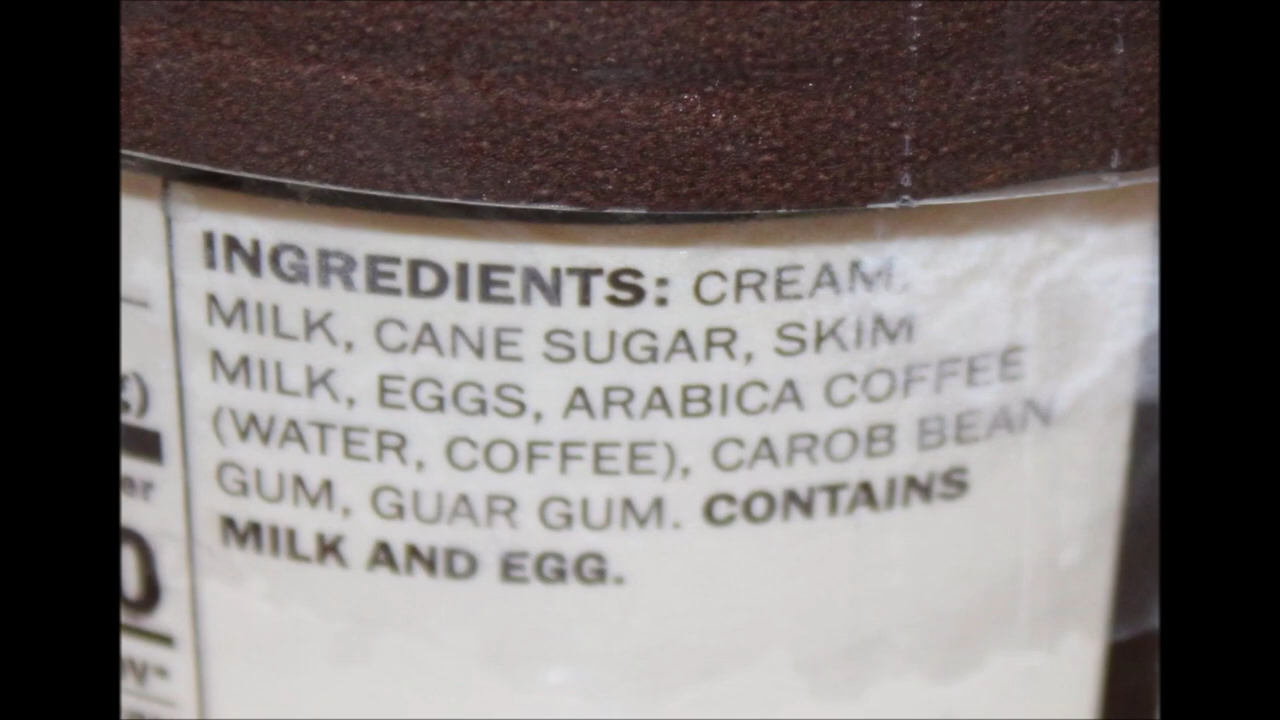 INGREDIENTS: CREAM,
MILK, CANE SUGAR, SKIM
MILK, EGGS, ARABICA COFFEE
(WATER, COFFEE), CAROB BEAN
GUM, GUAR GUM. CONTAINS
MILK AND EGG.